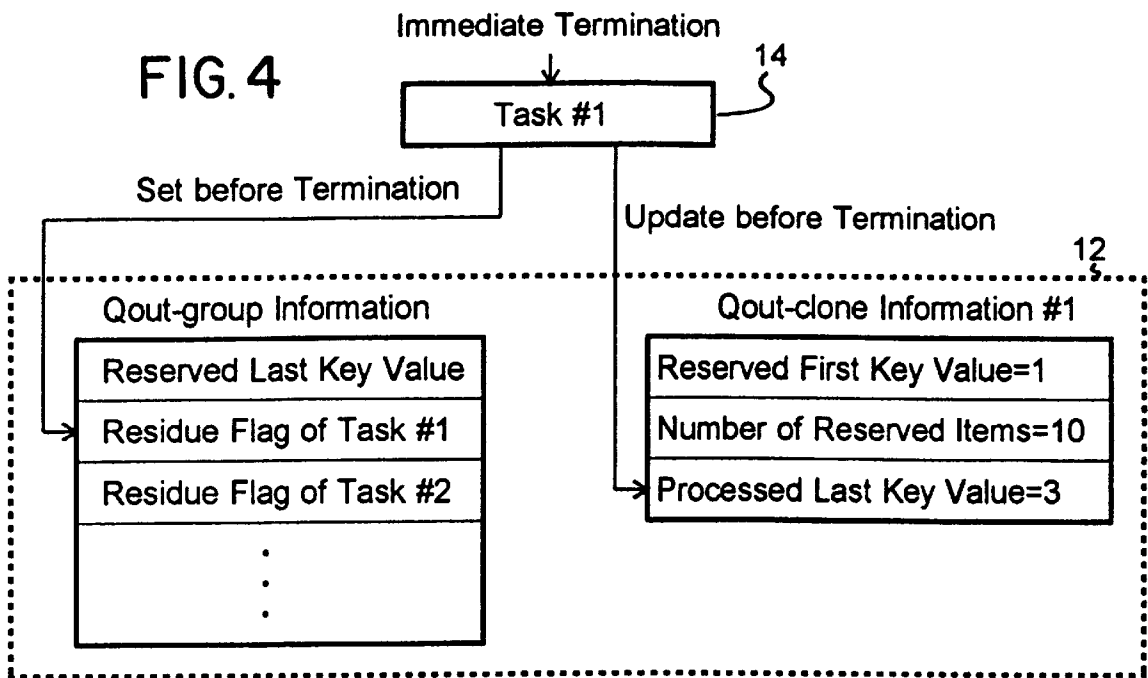 Immediate Termination
FIG. 4
14
Task #1
Set before Termination
Update before Termination
12
Qout-group Information
Qout-clone Information #1
Reserved Last Key Value
Residue Flag of Task #1
Residue Flag of Task #2
Reserved First Key Value=1
Number of Reserved Items=10
Processed Last Key Value=3